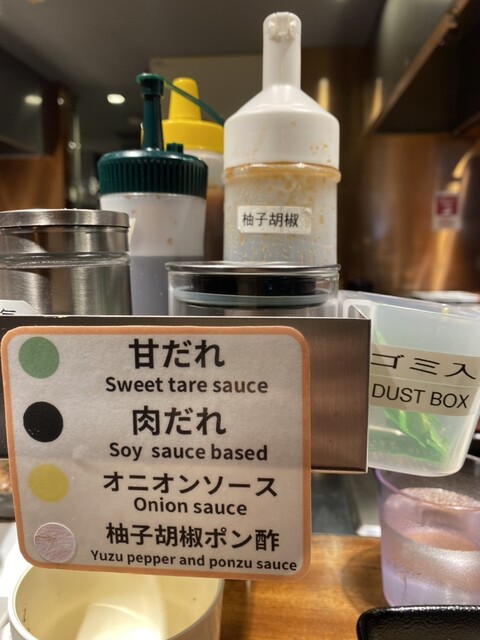 柚子胡椒
甘だれ
Sweet tare sauce
肉だれ
Soy sauce based
オニオンソース
Onion sauce
柚子胡椒ポン酢
Yuzu pepper and ponzu sauce
ゴミ入
DUST BOX